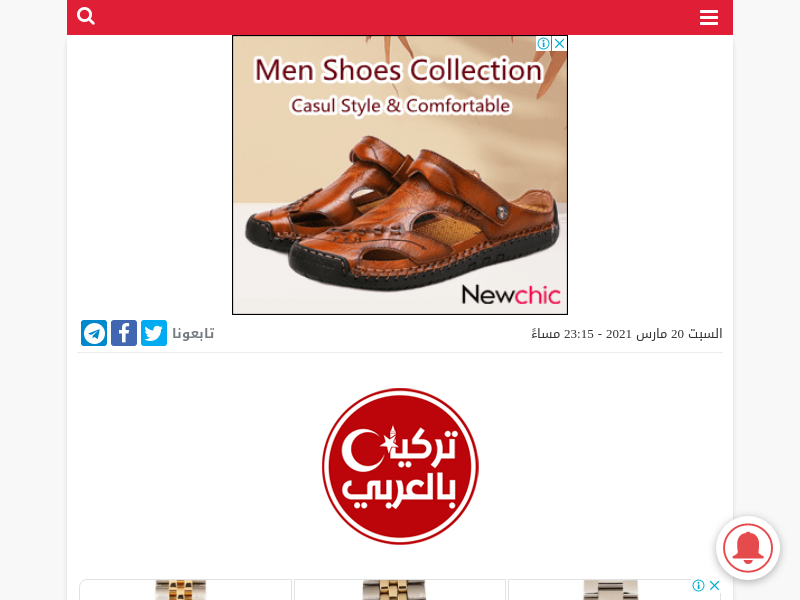 Men Shoes Collection
Casul Style & Comfortable
Newchic
السبت 20 مارس 2021 - 23:15 مساءً
تابعونا
تركيا
بالعربي